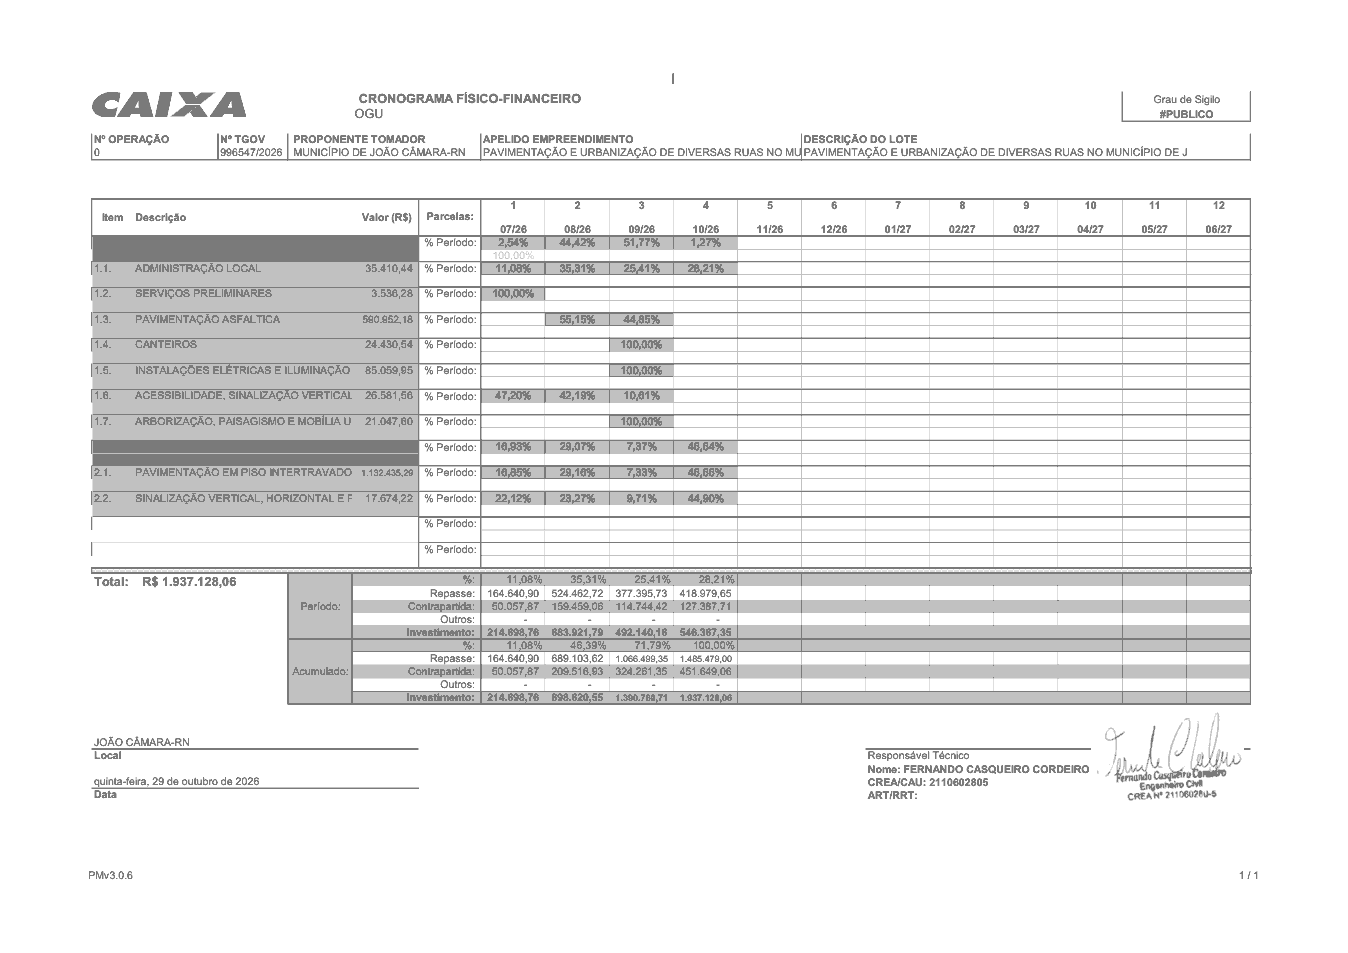 CAIXA
CRONOGRAMA FÍSICO-FINANCEIRO
OGU
Grau de Sigilo
#PUBLICO
Nº OPERAÇÃO Nº TGOV PROPONENTE TOMADOR APELIDO EMPREENDIMENTO DESCRIÇÃO DO LOTE
0 996547/2026 MUNICÍPIO DE JOÃO CÂMARA-RN PAVIMENTAÇÃO E URBANIZAÇÃO DE DIVERSAS RUAS NO MU PAVIMENTAÇÃO E URBANIZAÇÃO DE DIVERSAS RUAS NO MUNICÍPIO DE J
Item Descrição Valor (R$) Parcelas: 1 2 3 4 5 6 7 8 9 10 11 12
07/26 08/26 09/26 10/26 11/26 12/26 01/27 02/27 03/27 04/27 05/27 06/27
% Período: 2,54% 44,42% 51,77% 1,27%
100,00%
1.1. ADMINISTRAÇÃO LOCAL 35.410,44 % Período: 11,08% 35,31% 25,41% 28,21%
1.2. SERVIÇOS PRELIMINARES 3.536,28 % Período: 100,00%
1.3. PAVIMENTAÇÃO ASFALTICA 590.952,18 % Período: 55,15% 44,85%
1.4. CANTEIROS 24.430,54 % Período: 100,00%
1.5. INSTALAÇÕES ELÉTRICAS E ILUMINAÇÃO 85.059,95 % Período: 100,00%
1.6. ACESSIBILIDADE, SINALIZAÇÃO VERTICAL 26.581,56 % Período: 47,20% 42,19% 10,61%
1.7. ARBORIZAÇÃO, PAISAGISMO E MOBÍLIA U 21.047,60 % Período: 100,00%
% Período: 16,93% 29,07% 7,37% 46,64%
2.1. PAVIMENTAÇÃO EM PISO INTERTRAVADO 1.132.435,29 % Período: 16,85% 29,16% 7,33% 46,66%
2.2. SINALIZAÇÃO VERTICAL, HORIZONTAL E F 17.674,22 % Período: 22,12% 23,27% 9,71% 44,90%
% Período:
% Período:
Total: R$ 1.937.128,06
Período:
%: 11,08% 35,31% 25,41% 28,21%
Repasse: 164.640,90 524.462,72 377.395,73 418.979,65
Contrapartida: 50.057,87 159.459,06 114.744,42 127.387,71
Outros: - - - -
Investimento: 214.698,76 683.921,79 492.140,16 546.367,35
Acumulado:
%: 11,08% 46,39% 71,79% 100,00%
Repasse: 164.640,90 689.103,62 1.066.499,35 1.485.479,00
Contrapartida: 50.057,87 209.516,93 324.261,35 451.649,06
Outros: - - - -
Investimento: 214.698,76 898.620,55 1.390.760,71 1.937.128,06
JOÃO CÂMARA-RN
Local
quinta-feira, 29 de outubro de 2026
Data
Responsável Técnico
Nome: FERNANDO CASQUEIRO CORDEIRO
CREA/CAU: 2110602805
ART/RRT:
Fernando Casqueiro Cordeiro
Engenheiro Civil
CREA Nº 211060280-5
PMv3.0.6
1 / 1